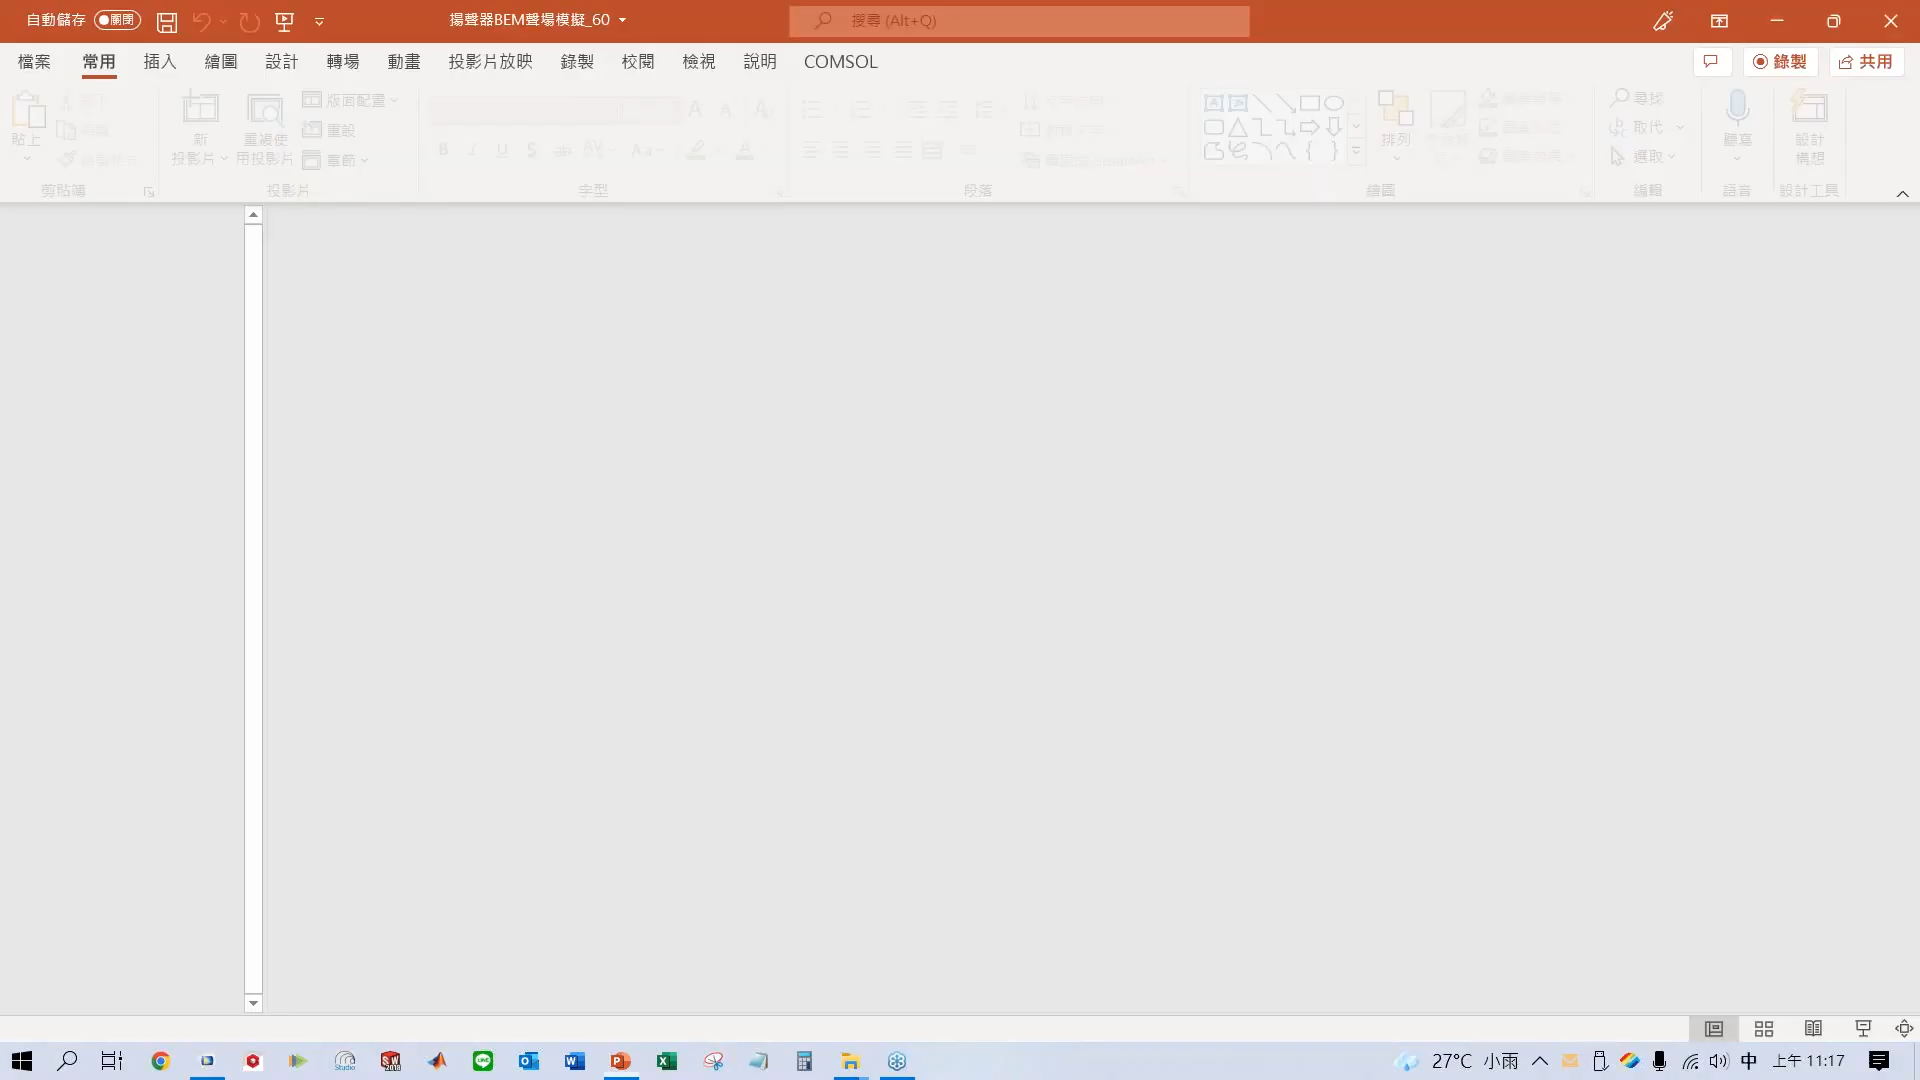 自動儲存 關閉 揚聲器BEM聲場模擬_60 搜尋 (Alt+Q)
檔案 常用 插入 繪圖 設計 轉場 動畫 投影片放映 錄製 校閱 檢視 說明 COMSOL 錄製 共用
貼上 新 投影片 重複使 用投影片 版面配置 重設 章節 排列 尋找 取代 選取 聽寫 設計 構想
剪貼簿 投影片 字型 段落 繪圖 編輯 語音 設計工具
27°C 小雨 中 上午 11:17